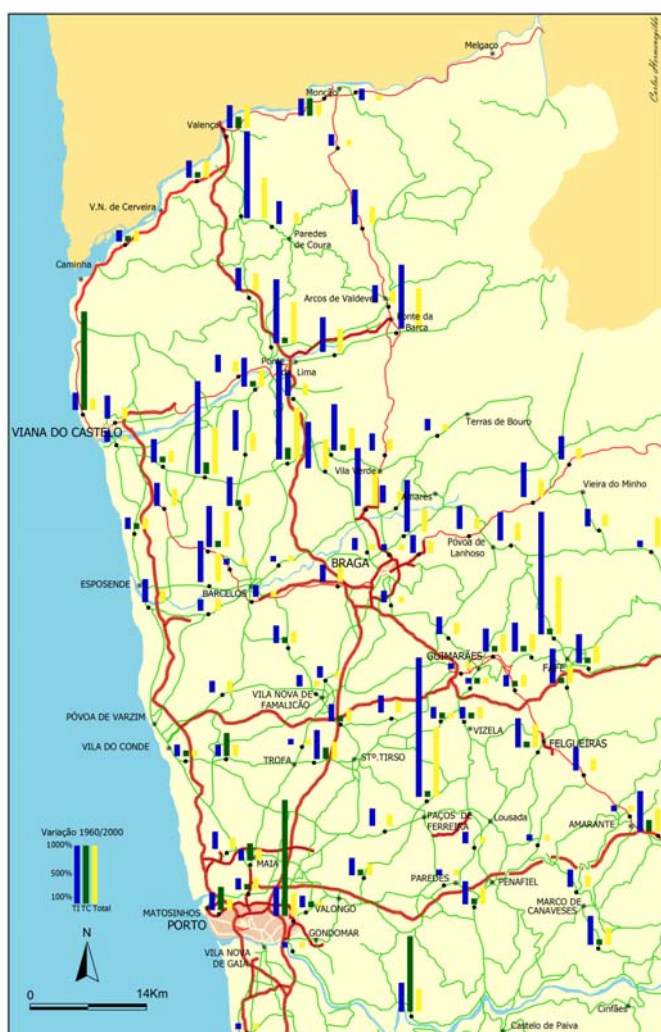 Carlos Hermenegildo
Melgaço
Monção
Valença
V.N. de Cerveira
Paredes
de Coura
Caminha
Arcos de Valdevez
Ponte da
Barca
Ponte
de Lima
Terras de Bouro
VIANA DO CASTELO
Vila Verde
Vieira do Minho
Amares
Póvoa de
Lanhoso
BRAGA
ESPOSENDE
BARCELOS
GUIMARÃES
FAFE
VILA NOVA DE
FAMALICÃO
PÓVOA DE VARZIM
VIZELA
VILA DO CONDE
FELGUEIRAS
TROFA
STº.TIRSO
PAÇOS DE
FERREIRA
Lousada
AMARANTE
Variação 1960/2000
1000%
500%
100%
TI TC Total
MAIA
PAREDES
PENAFIEL
MARCO DE
CANAVESES
MATOSINHOS
PORTO
VALONGO
GONDOMAR
N
VILA NOVA
DE GAIA
0 14Km
Cinfães
Castelo de Paiva